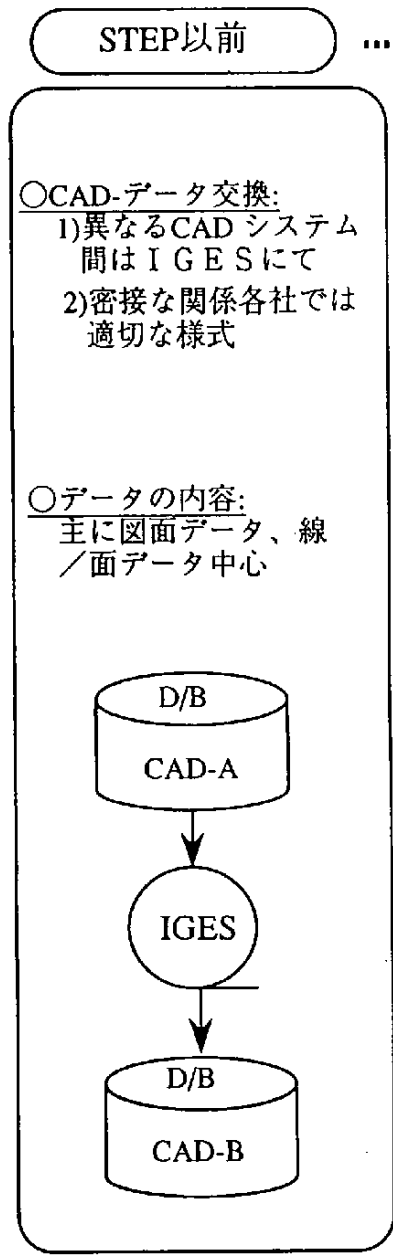 STEP以前 ...
○CAD-データ交換:
1)異なるCAD システム
間はＩＧＥＳにて
2)密接な関係各社では
適切な様式
○データの内容:
主に図面データ、線
／面データ中心
D/B
CAD-A
IGES
D/B
CAD-B